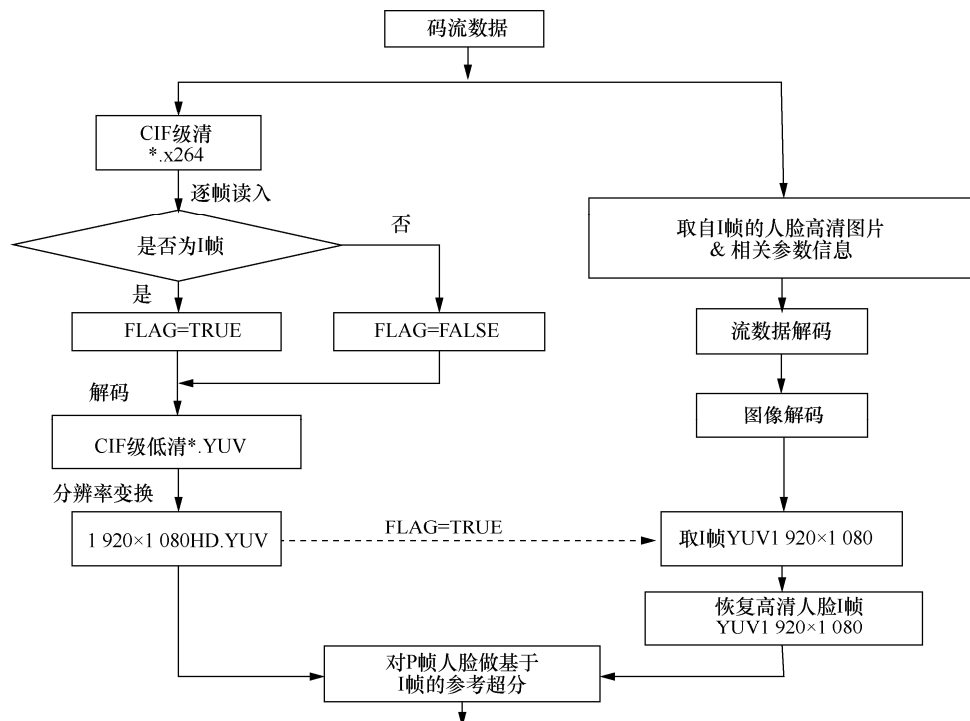 码流数据
CIF级清
*.x264
逐帧读入
是否为I帧
否
是
FLAG=TRUE
FLAG=FALSE
解码
CIF级低清*.YUV
分辨率变换
1 920×1 080HD.YUV
FLAG=TRUE
取自I帧的人脸高清图片
& 相关参数信息
流数据解码
图像解码
取I帧YUV1 920×1 080
恢复高清人脸I帧
YUV1 920×1 080
对P帧人脸做基于
I帧的参考超分